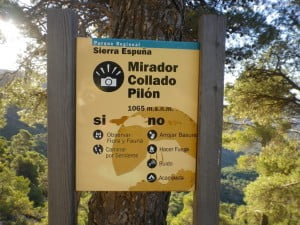 Parque Regional
Sierra Espuña
Mirador
Collado
Pilón
1065 m.s.n.m.
si no
Observar Flora y Fauna
Arrojar Basura
Caminar por Senderos
Hacer Fuego
Ruido
Acampada